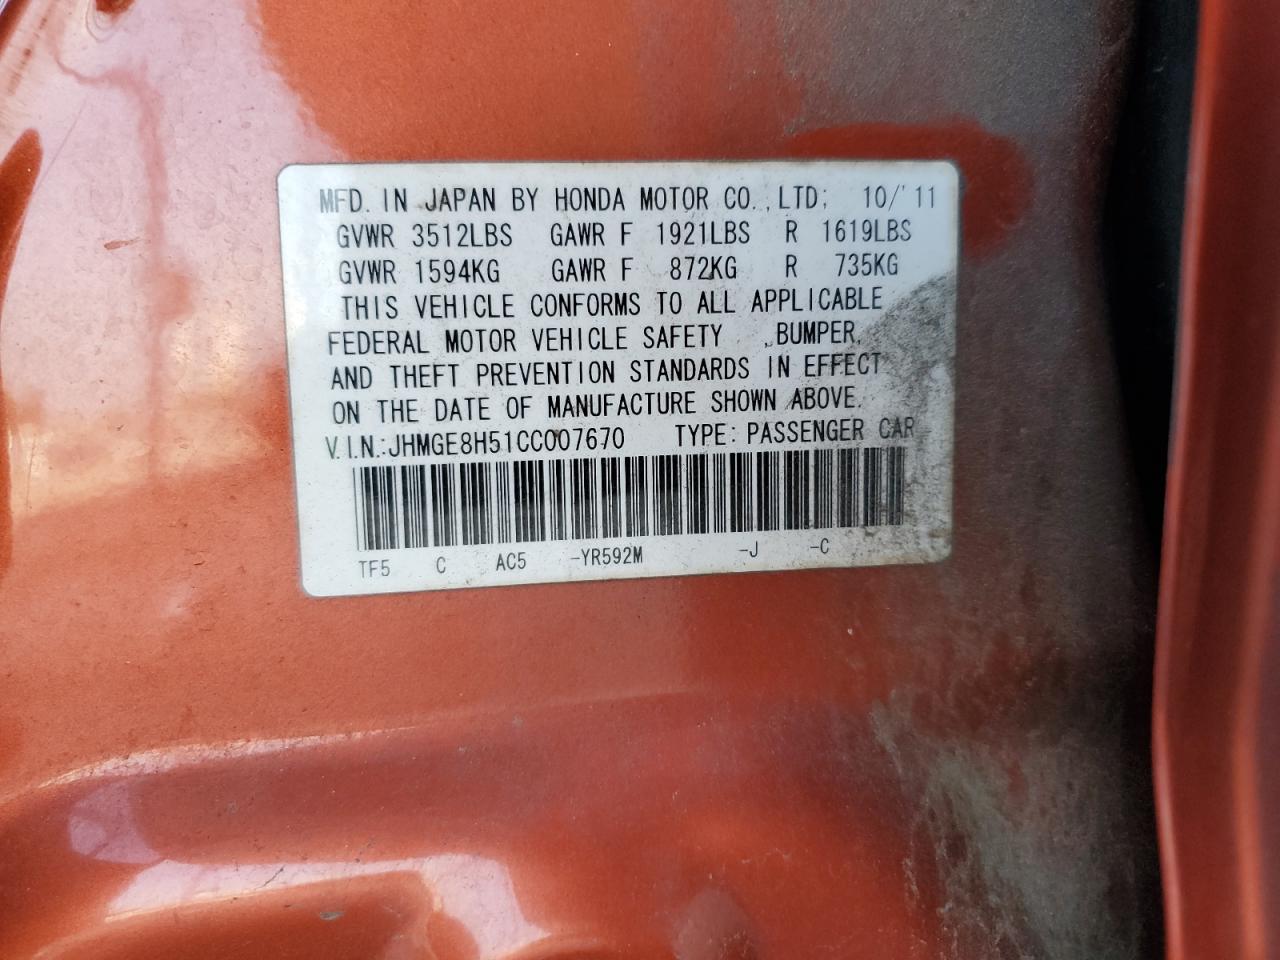 MFD. IN JAPAN BY HONDA MOTOR CO.,LTD; 10/'11
GVWR 3512LBS GAWR F 1921LBS R 1619LBS
GVWR 1594KG GAWR F 872KG R 735KG
THIS VEHICLE CONFORMS TO ALL APPLICABLE
FEDERAL MOTOR VEHICLE SAFETY ,BUMPER,
AND THEFT PREVENTION STANDARDS IN EFFECT
ON THE DATE OF MANUFACTURE SHOWN ABOVE.
V.I.N.:JHMGE8H51CC007670 TYPE:PASSENGER CAR
TF5 C AC5 -YR592M -J -C